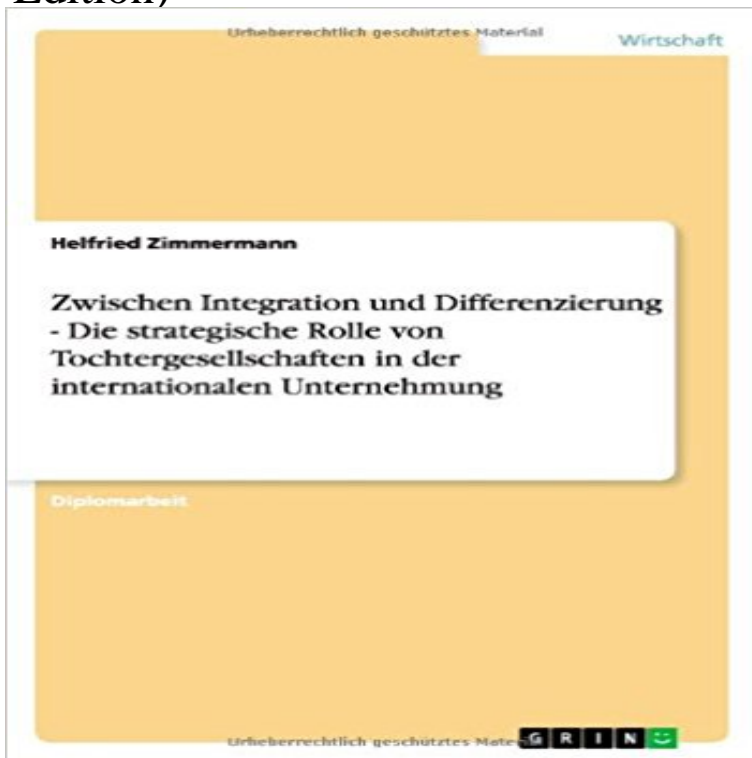 Edition)
Urheberrechtlich geschütztes Material
Wirtschaft
Helfried Zimmermann
Zwischen Integration und Differenzierung
- Die strategische Rolle von
Tochtergesellschaften in der
internationalen Unternehmung
Diplomarbeit
Urheberrechtlich geschütztes Mate
G R I N